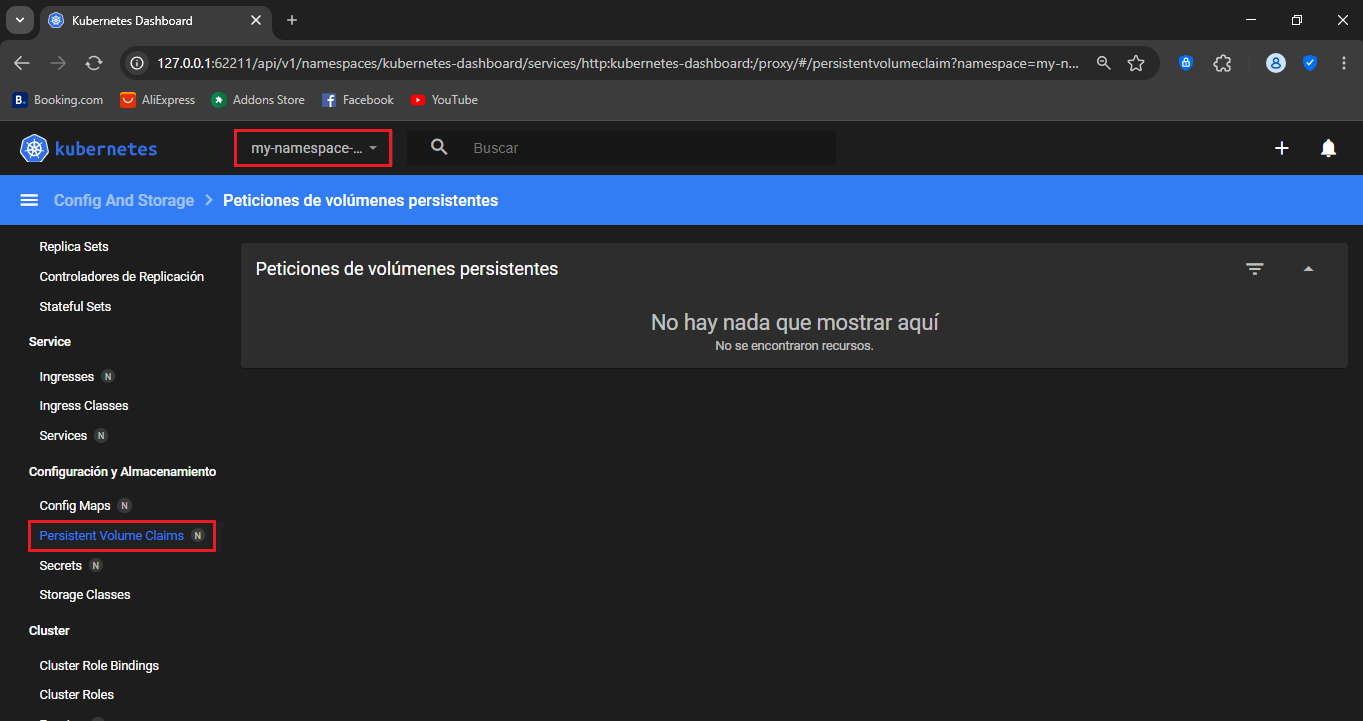 Kubernetes Dashboard
127.0.0.1:62211/api/v1/namespaces/kubernetes-dashboard/services/http:kubernetes-dashboard:/proxy/#/persistentvolumeclaim?namespace=my-n...
B. Booking.com AliExpress Addons Store Facebook YouTube
kubernetes my-namespace-... Buscar
Config And Storage > Peticiones de volúmenes persistentes
Replica Sets
Controladores de Replicación
Stateful Sets
Service
Ingresses N
Ingress Classes
Services N
Configuración y Almacenamiento
Config Maps N
Persistent Volume Claims N
Secrets N
Storage Classes
Cluster
Cluster Role Bindings
Cluster Roles
Peticiones de volúmenes persistentes
No hay nada que mostrar aquí
No se encontraron recursos.